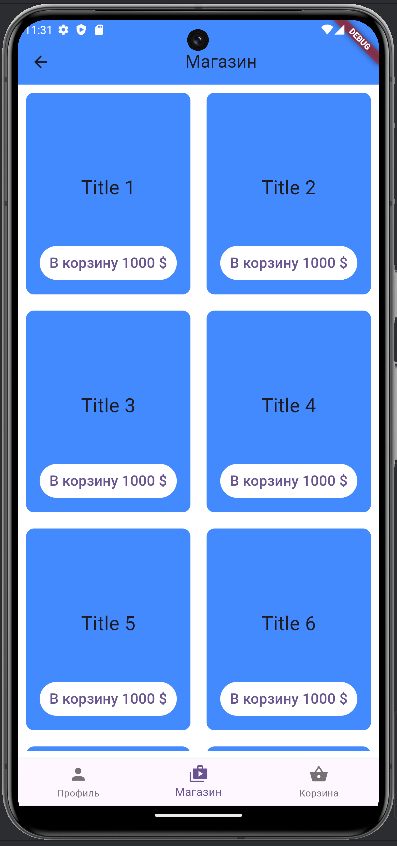 11:31
DEBUG
Магазин
Title 1
Title 2
В корзину 1000 $
В корзину 1000 $
Title 3
Title 4
В корзину 1000 $
В корзину 1000 $
Title 5
Title 6
В корзину 1000 $
В корзину 1000 $
Профиль
Магазин
Корзина